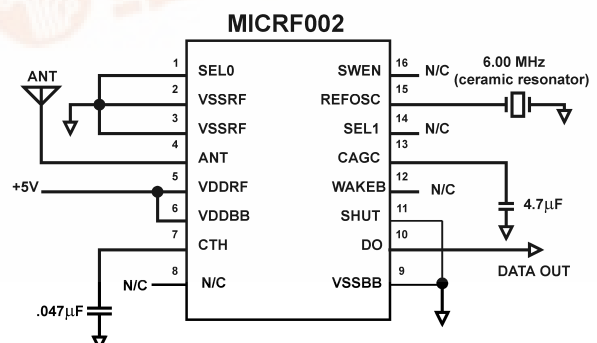 MICRF002
ANT
6.00 MHz
(ceramic resonator)
1 SEL0 SWEN 16 N/C
2 VSSRF REFOSC 15
3 VSSRF SEL1 14 N/C
4 ANT CAGC 13
+5V 5 VDDRF WAKEB 12 N/C
6 VDDBB SHUT 11
4.7µF
7 CTH DO 10
DATA OUT
N/C 8 N/C VSSBB 9
.047µF